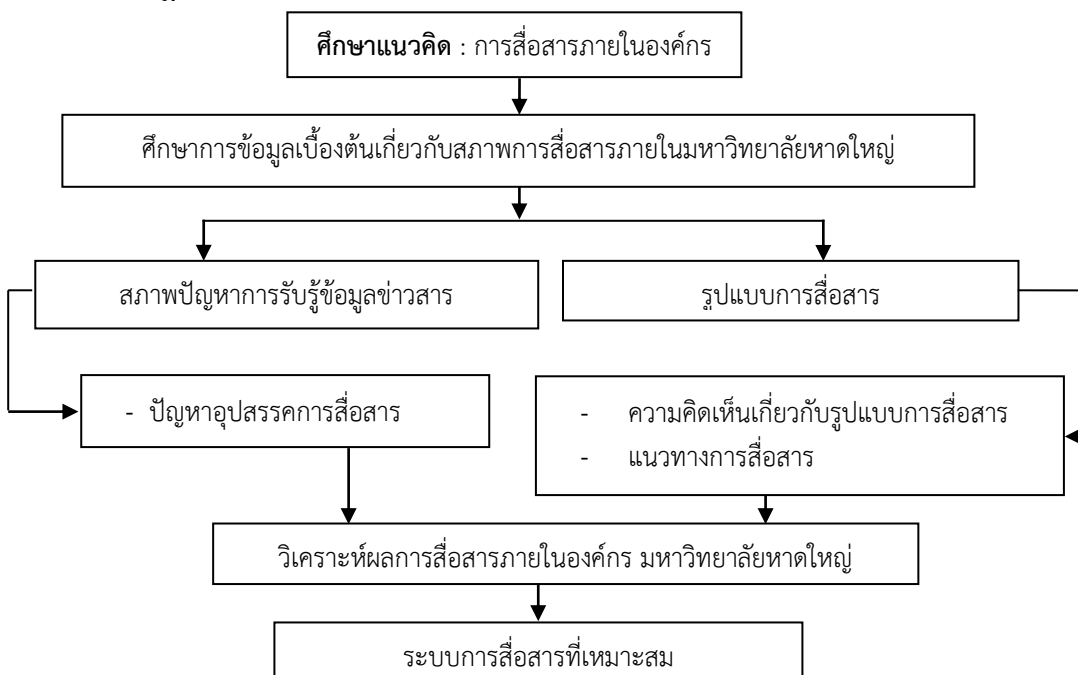 ศึกษาแนวคิด : การสื่อสารภายในองค์กร
ศึกษาการข้อมูลเบื้องต้นเกี่ยวกับสภาพการสื่อสารภายในมหาวิทยาลัยหาดใหญ่
สภาพปัญหาการรับรู้ข้อมูลข่าวสาร
รูปแบบการสื่อสาร
- ปัญหาอุปสรรคการสื่อสาร
- ความคิดเห็นเกี่ยวกับรูปแบบการสื่อสาร
- แนวทางการสื่อสาร
วิเคราะห์ผลการสื่อสารภายในองค์กร มหาวิทยาลัยหาดใหญ่
ระบบการสื่อสารที่เหมาะสม